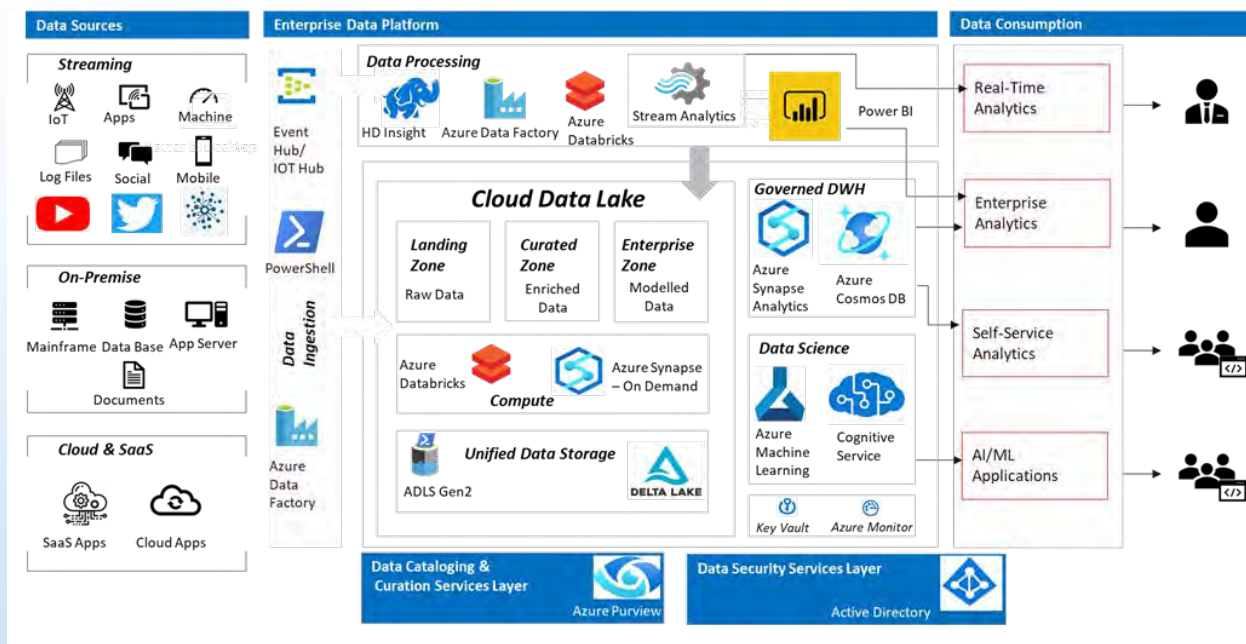 Data Sources
Enterprise Data Platform
Data Consumption
Streaming
IoT
Apps
Machine
Log Files
Social
Mobile
On-Premise
Mainframe
Data Base
App Server
Documents
Cloud & SaaS
SaaS Apps
Cloud Apps
Event
Hub/
IOT Hub
PowerShell
Data
Ingestion
Azure
Data
Factory
Data Processing
HD Insight
Azure Data Factory
Azure
Databricks
Stream Analytics
Power BI
Cloud Data Lake
Landing
Zone
Raw Data
Curated
Zone
Enriched
Data
Enterprise
Zone
Modelled
Data
Azure
Databricks
Azure Synapse
– On Demand
Compute
Unified Data Storage
ADLS Gen2
DELTA LAKE
Governed DWH
Azure
Synapse
Analytics
Azure
Cosmos DB
Data Science
Azure
Machine
Learning
Cognitive
Service
Key Vault
Azure Monitor
Data Cataloging &
Curation Services Layer
Azure Purview
Data Security Services Layer
Active Directory
Real-Time
Analytics
Enterprise
Analytics
Self-Service
Analytics
AI/ML
Applications